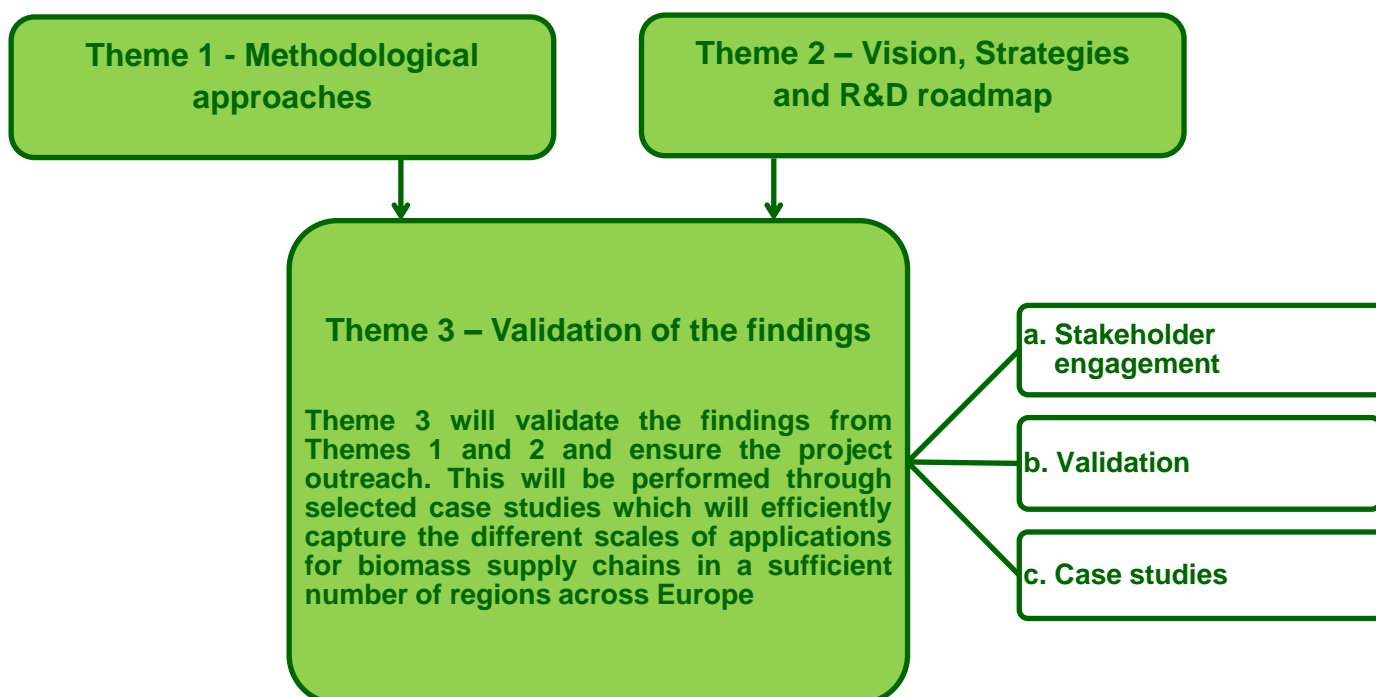 Theme 1 - Methodological
approaches
Theme 2 – Vision, Strategies
and R&D roadmap
Theme 3 – Validation of the findings
Theme 3 will validate the findings from
Themes 1 and 2 and ensure the project
outreach. This will be performed through
selected case studies which will efficiently
capture the different scales of applications
for biomass supply chains in a sufficient
number of regions across Europe
a. Stakeholder
engagement
b. Validation
c. Case studies